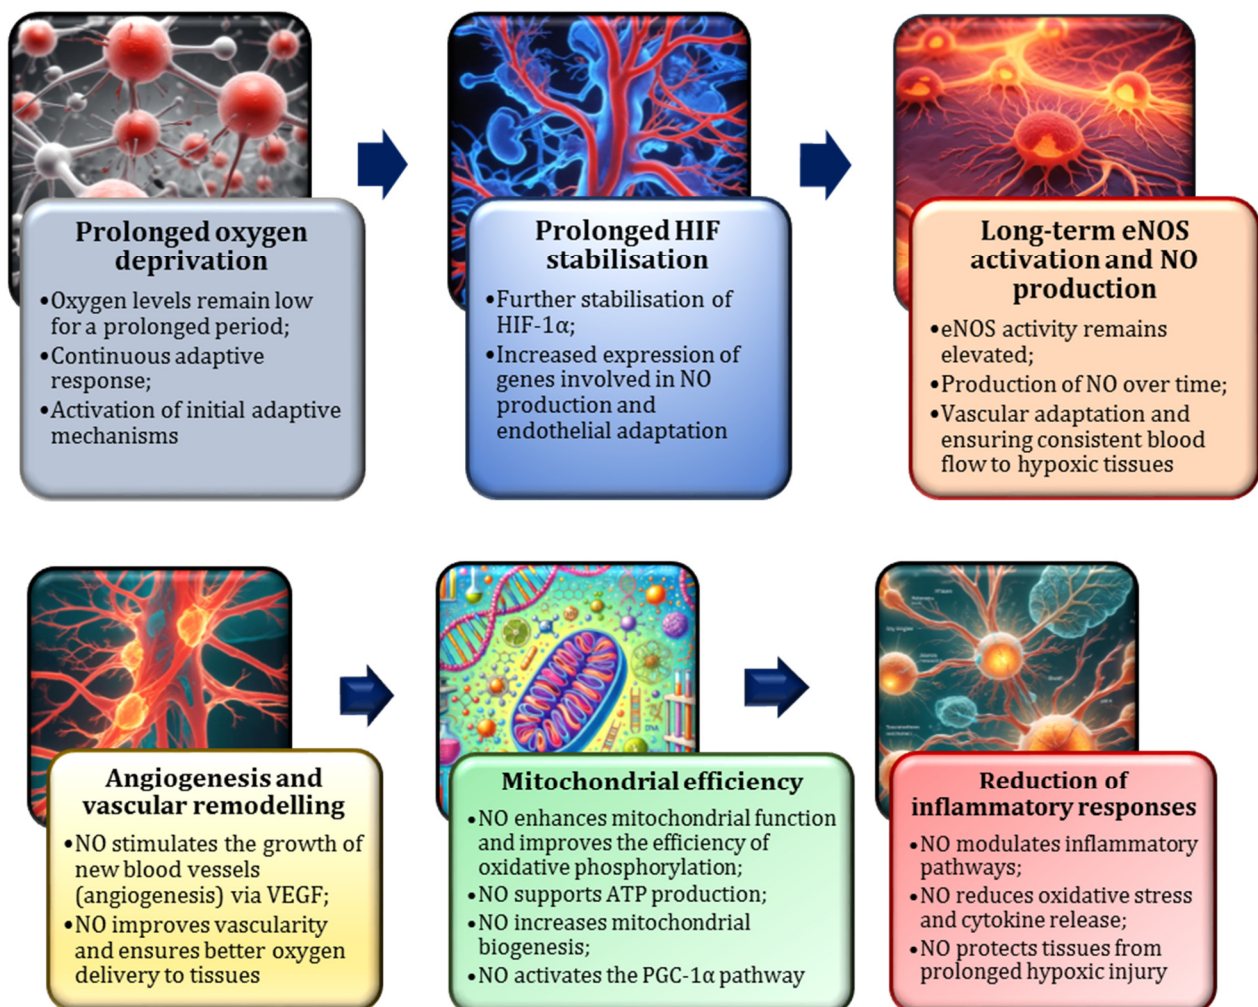 Prolonged oxygen
deprivation
•Oxygen levels remain low
for a prolonged period;
•Continuous adaptive
response;
•Activation of initial adaptive
mechanisms
Prolonged HIF
stabilisation
•Further stabilisation of
HIF-1α;
•Increased expression of
genes involved in NO
production and
endothelial adaptation
Long-term eNOS
activation and NO
production
•eNOS activity remains
elevated;
•Production of NO over time;
•Vascular adaptation and
ensuring consistent blood
flow to hypoxic tissues
Angiogenesis and
vascular remodelling
•NO stimulates the growth of
new blood vessels
(angiogenesis) via VEGF;
•NO improves vascularity
and ensures better oxygen
delivery to tissues
Mitochondrial efficiency
•NO enhances mitochondrial function
and improves the efficiency of
oxidative phosphorylation;
•NO supports ATP production;
•NO increases mitochondrial
biogenesis;
•NO activates the PGC-1α pathway
Reduction of
inflammatory responses
•NO modulates inflammatory
pathways;
•NO reduces oxidative stress
and cytokine release;
•NO protects tissues from
prolonged hypoxic injury